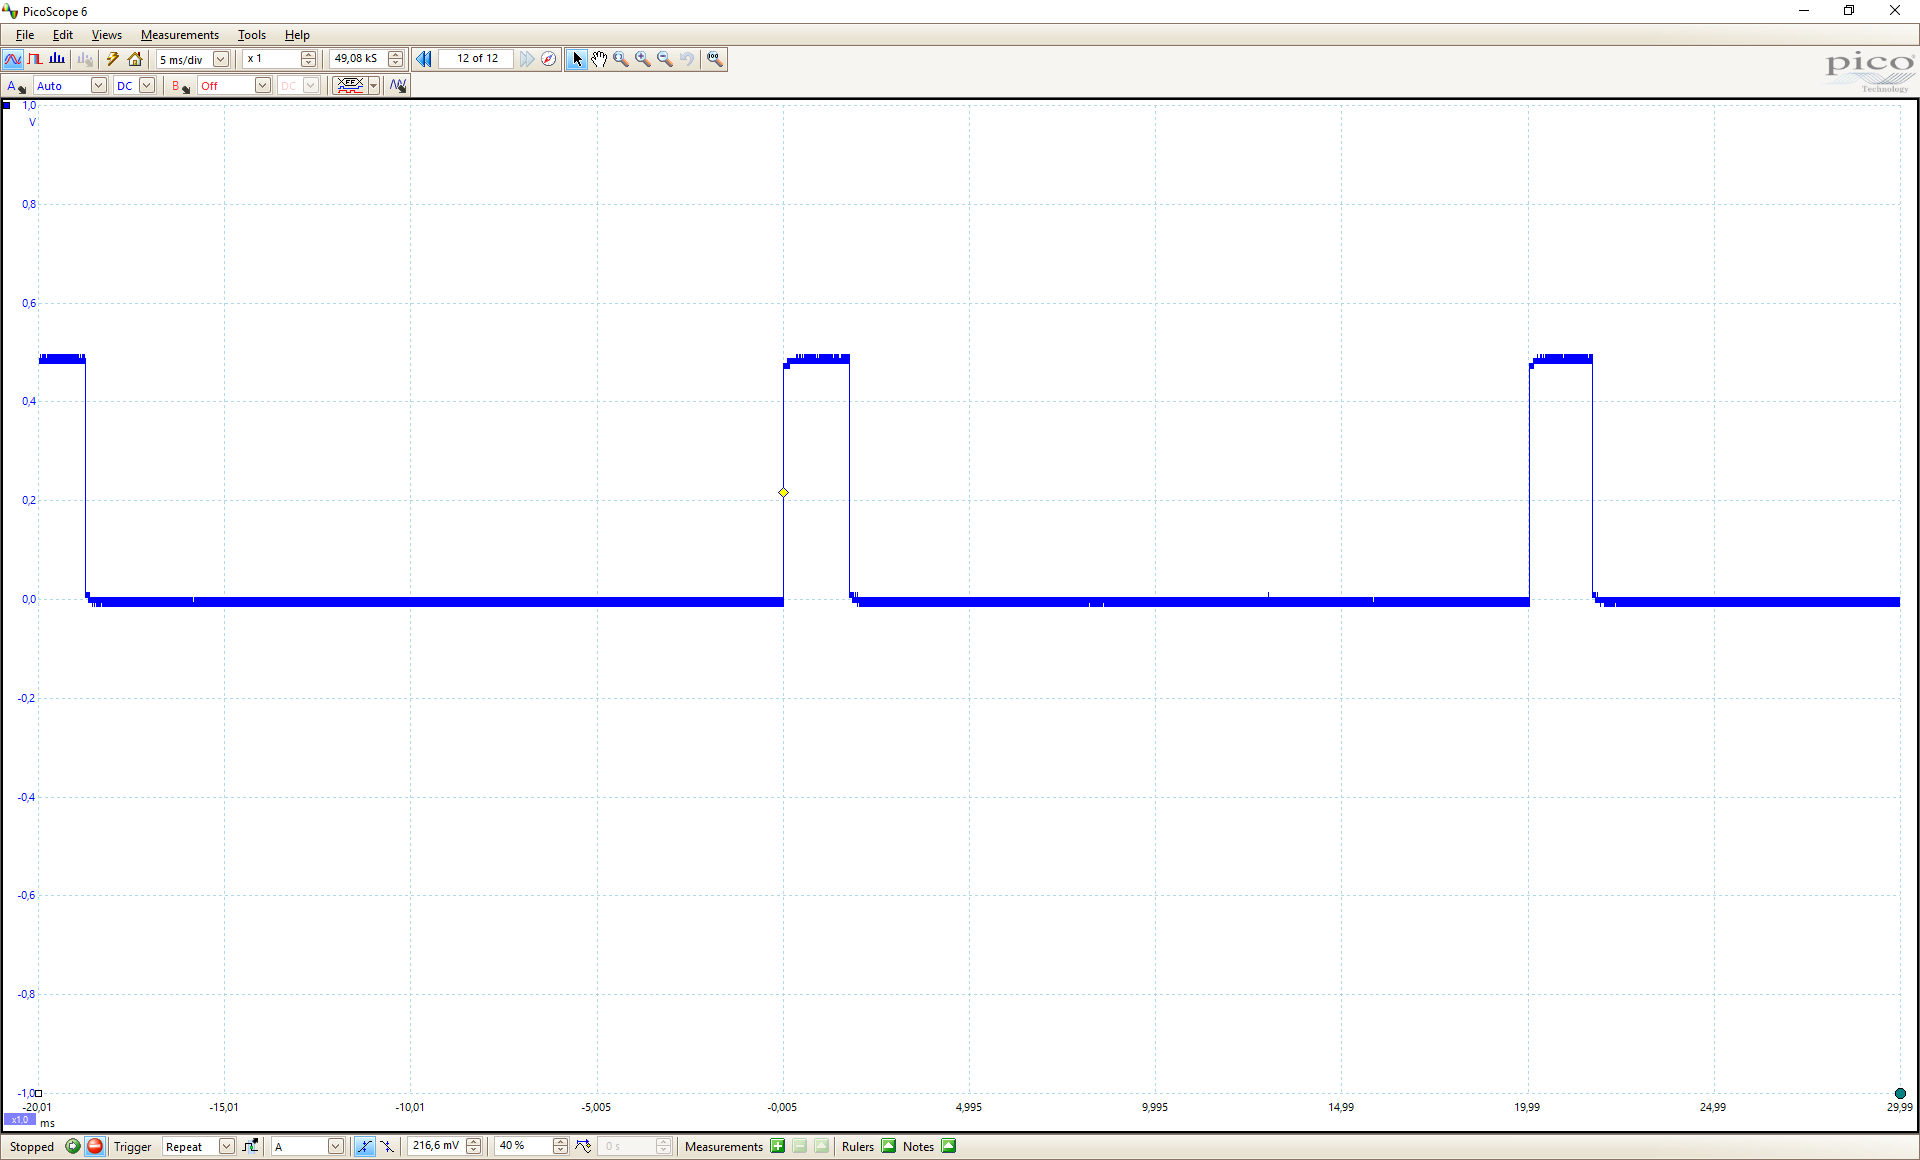 PicoScope 6
File Edit Views Measurements Tools Help
5 ms/div x 1 49,08 kS 12 of 12
A Auto DC B Off DC
pico
Technology
1,0
V
0,8
0,6
0,4
0,2
0,0
-0,2
-0,4
-0,6
-0,8
-1,0
-20,01 -15,01 -10,01 -5,005 -0,005 4,995 9,995 14,99 19,99 24,99 29,99
x1,0 ms
Stopped Trigger Repeat A 216,6 mV 40 % 0 s Measurements Rulers Notes